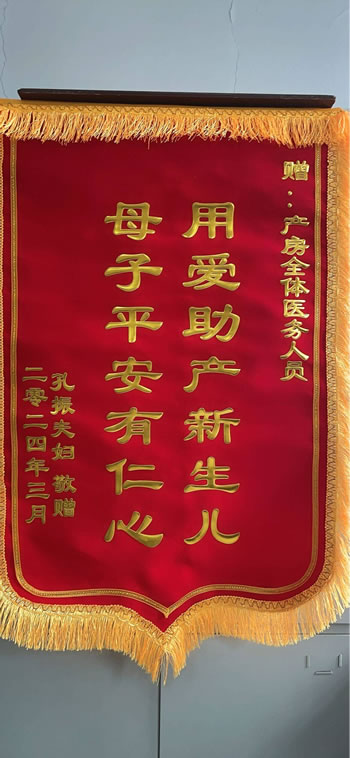 赠：产房全体医务人员
用爱助产新生儿
母子平安有仁心
孔振夫妇 敬赠
二零二四年三月